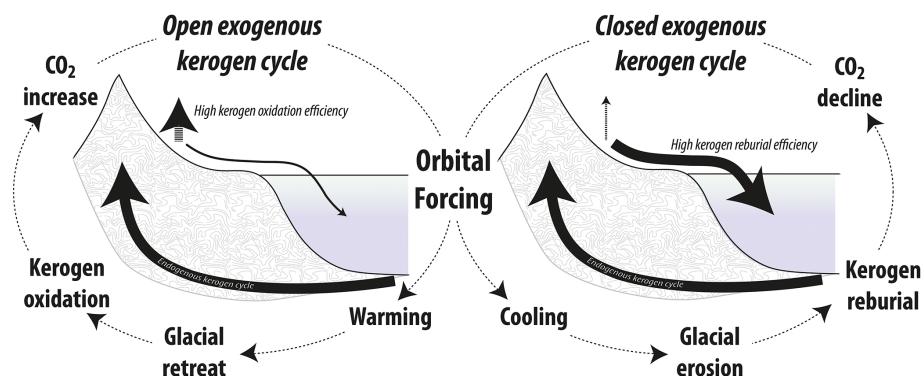 Open exogenous
kerogen cycle
CO2
increase
High kerogen oxidation efficiency
Endogenous kerogen cycle
Kerogen
oxidation
Glacial
retreat
Warming
Orbital
Forcing
Closed exogenous
kerogen cycle
CO2
decline
High kerogen reburial efficiency
Endogenous kerogen cycle
Cooling
Glacial
erosion
Kerogen
reburial